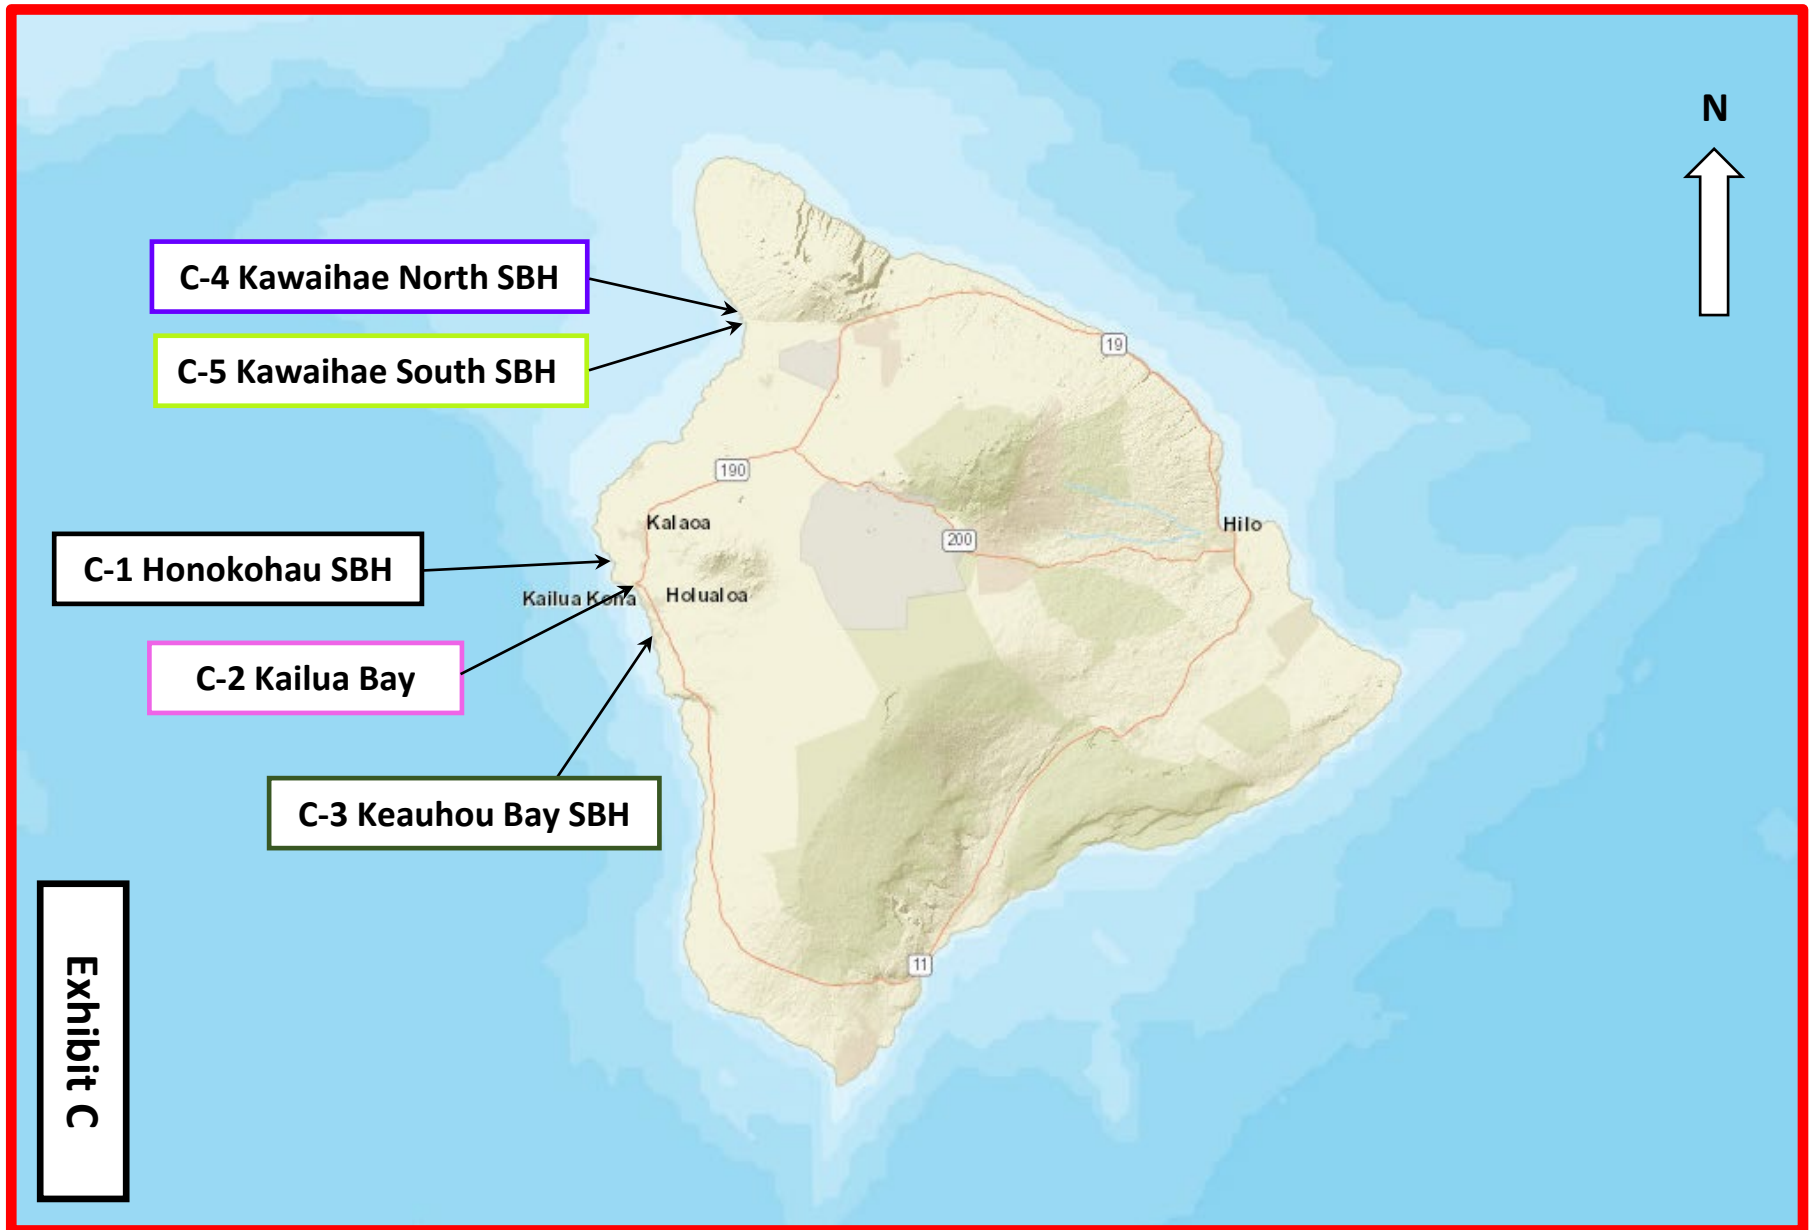 N
C-4 Kawaihae North SBH
C-5 Kawaihae South SBH
19
190
Kalaoa
Hilo
200
C-1 Honokohau SBH
Kailua Kona
Holualoa
C-2 Kailua Bay
C-3 Keauhou Bay SBH
11
Exhibit C